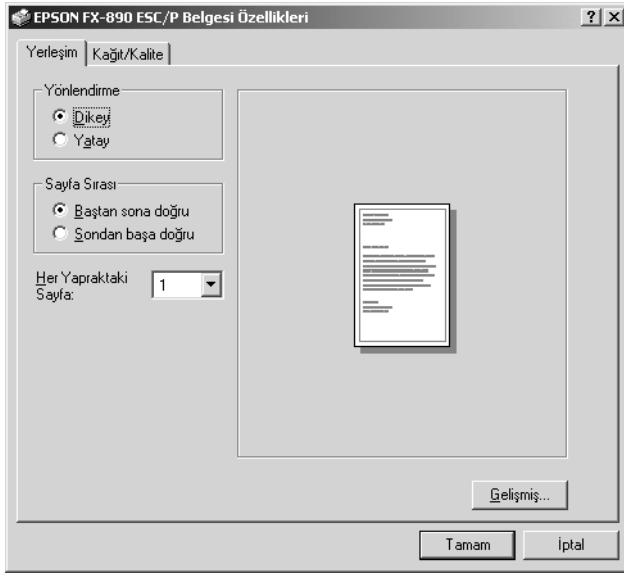 EPSON FX-890 ESC/P Belgesi Özellikleri
Yerleşim
Kağıt/Kalite
Yönlendirme
Dikey
Yatay
Sayfa Sırası
Baştan sona doğru
Sondan başa doğru
Her Yapraktaki
Sayfa:
1
Gelişmiş...
Tamam
İptal